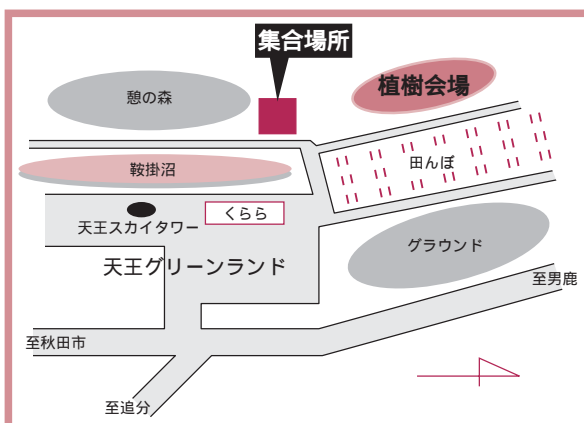 集合場所
植樹会場
憩の森
田んぼ
鞍掛沼
くらら
天王スカイタワー
グラウンド
天王グリーンランド
至男鹿
至秋田市
至追分